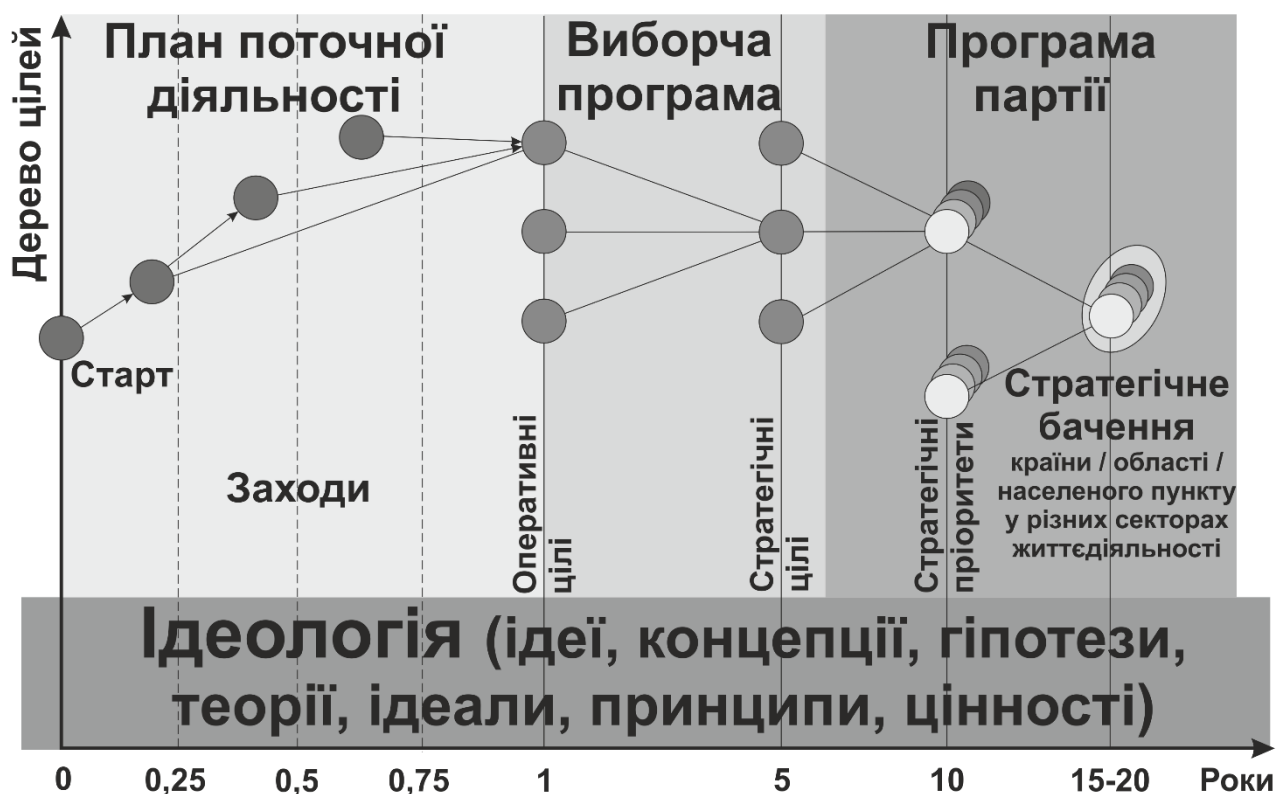 План поточної
діяльності
Виборча
програма
Програма
партії
Дерево цілей
Старт
Заходи
Оперативні
цілі
Стратегічні
цілі
Стратегічні
пріоритети
Стратегічне
бачення
країни / області /
населеного пункту
у різних секторах
життєдіяльності
Ідеологія (ідеї, концепції, гіпотези,
теорії, ідеали, принципи, цінності)
0 0,25 0,5 0,75 1 5 10 15-20 Роки